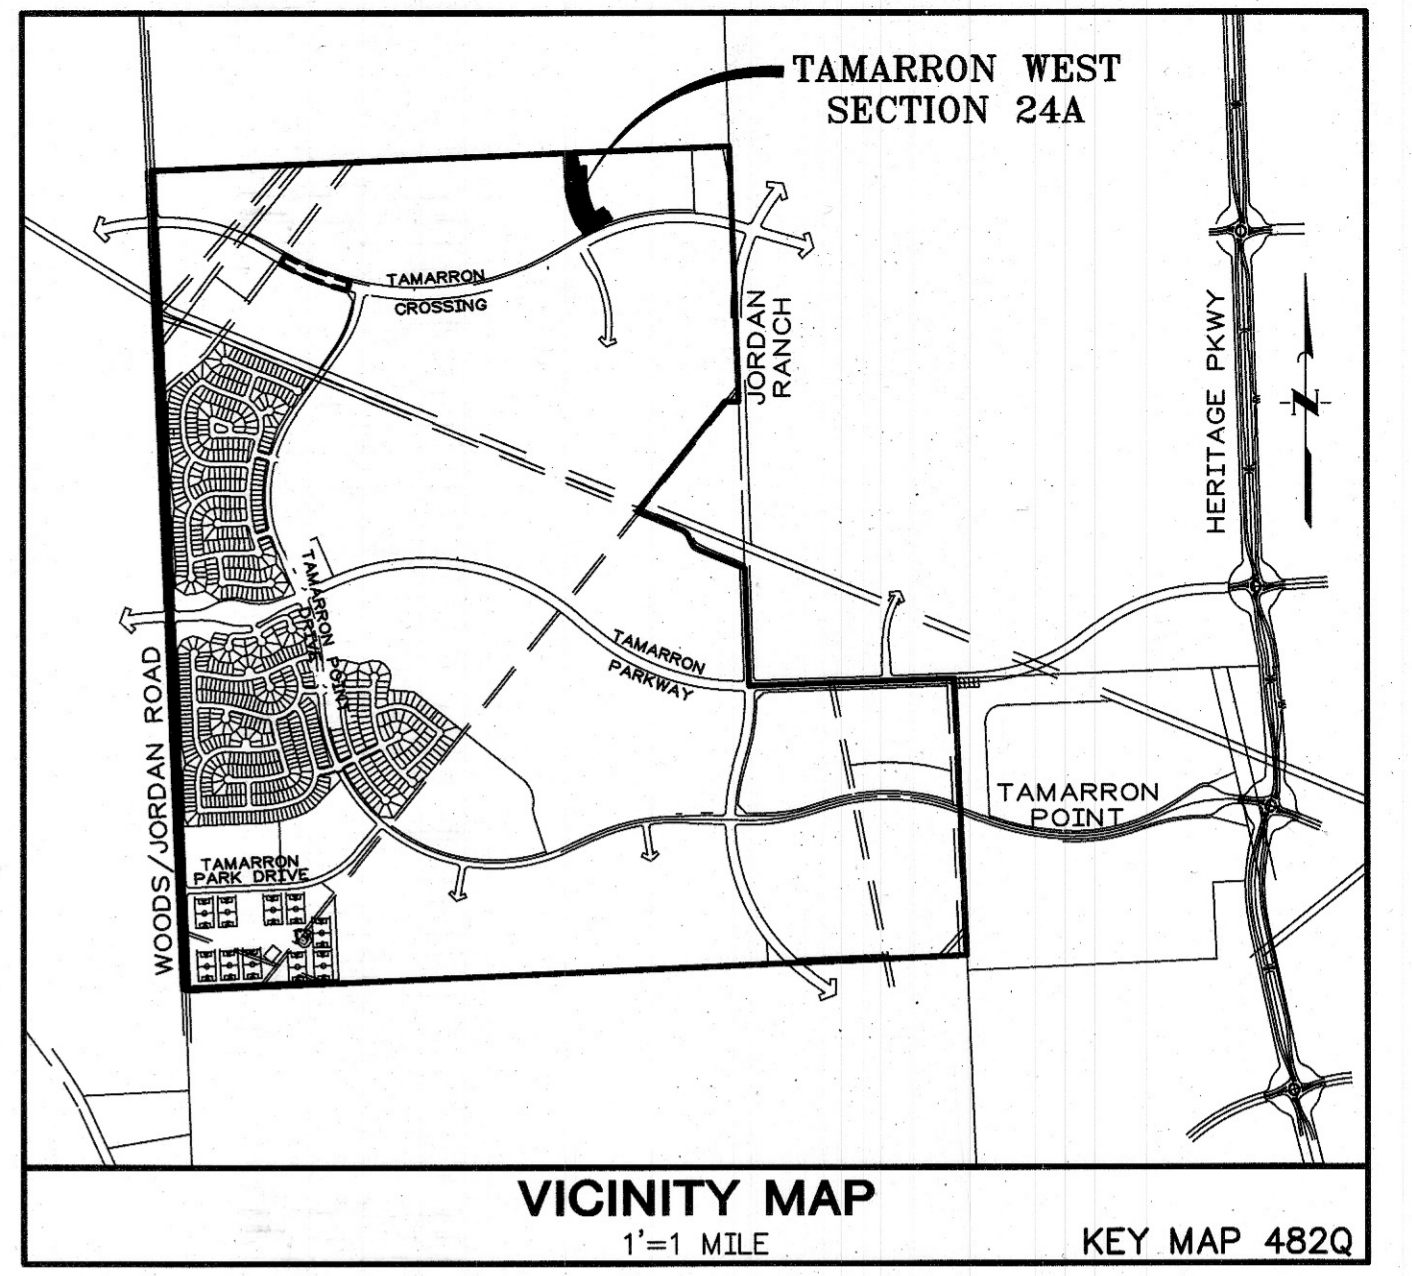 TAMARRON WEST
SECTION 24A
TAMARRON
CROSSING
JORDAN
RANCH
HERITAGE PKWY
N
TAMARRON POINT
DRIVE
TAMARRON
PARKWAY
WOODS/JORDAN ROAD
TAMARRON
POINT
TAMARRON
PARK DRIVE
VICINITY MAP
1'=1 MILE
KEY MAP 482Q